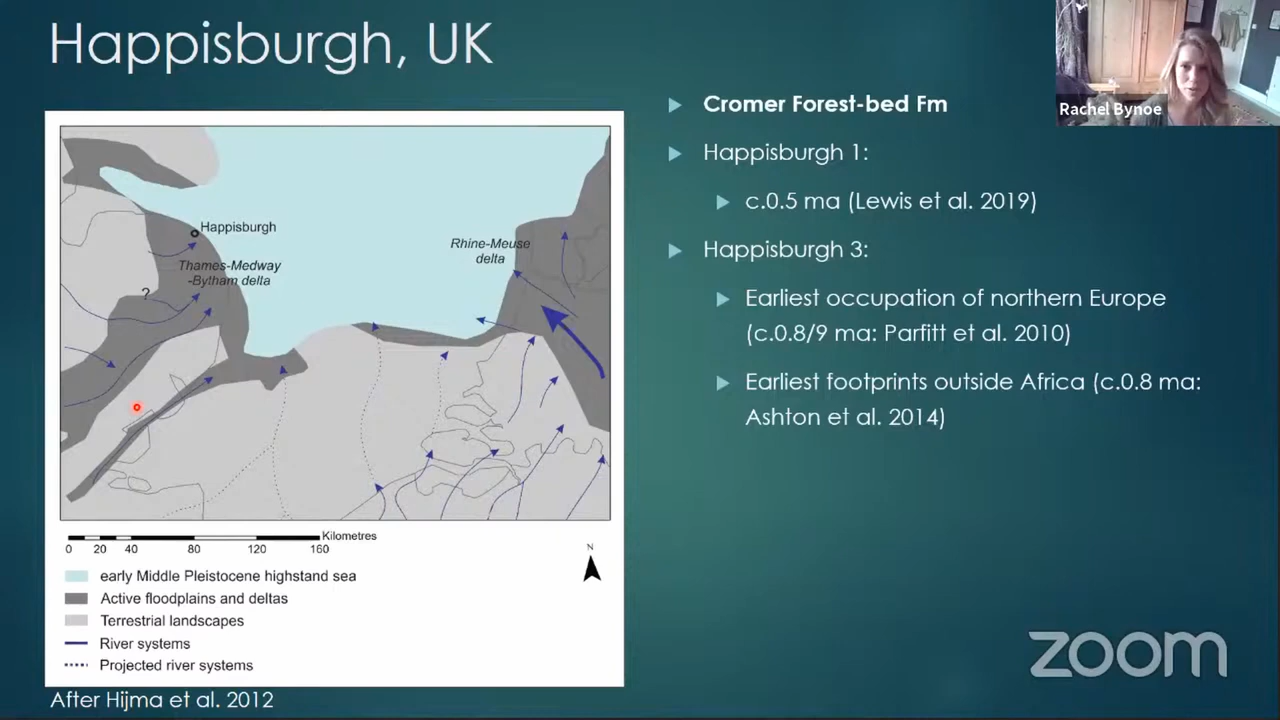 Happisburgh, UK
Rachel Bynoe
Happisburgh
Thames-Medway
-Bytham delta
?
Rhine-Meuse
delta
Kilometres
0 20 40 80 120 160
N
early Middle Pleistocene highstand sea
Active floodplains and deltas
Terrestrial landscapes
River systems
Projected river systems
After Hijma et al. 2012
Cromer Forest-bed Fm
Happisburgh 1:
c.0.5 ma (Lewis et al. 2019)
Happisburgh 3:
Earliest occupation of northern Europe
(c.0.8/9 ma: Parfitt et al. 2010)
Earliest footprints outside Africa (c.0.8 ma:
Ashton et al. 2014)
zoom